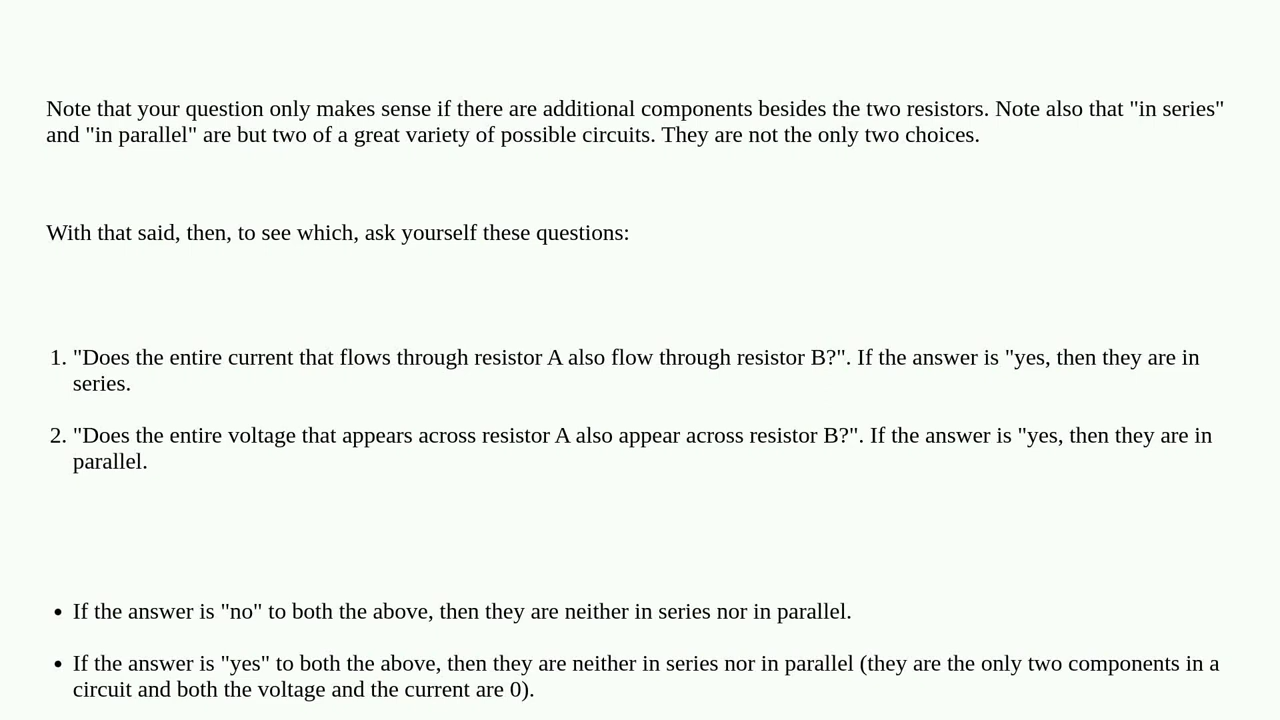 Note that your question only makes sense if there are additional components besides the two resistors. Note also that "in series"
and "in parallel" are but two of a great variety of possible circuits. They are not the only two choices.
With that said, then, to see which, ask yourself these questions:
1. "Does the entire current that flows through resistor A also flow through resistor B?". If the answer is "yes, then they are in
series.
2. "Does the entire voltage that appears across resistor A also appear across resistor B?". If the answer is "yes, then they are in
parallel.
• If the answer is "no" to both the above, then they are neither in series nor in parallel.
• If the answer is "yes" to both the above, then they are neither in series nor in parallel (they are the only two components in a
circuit and both the voltage and the current are 0).